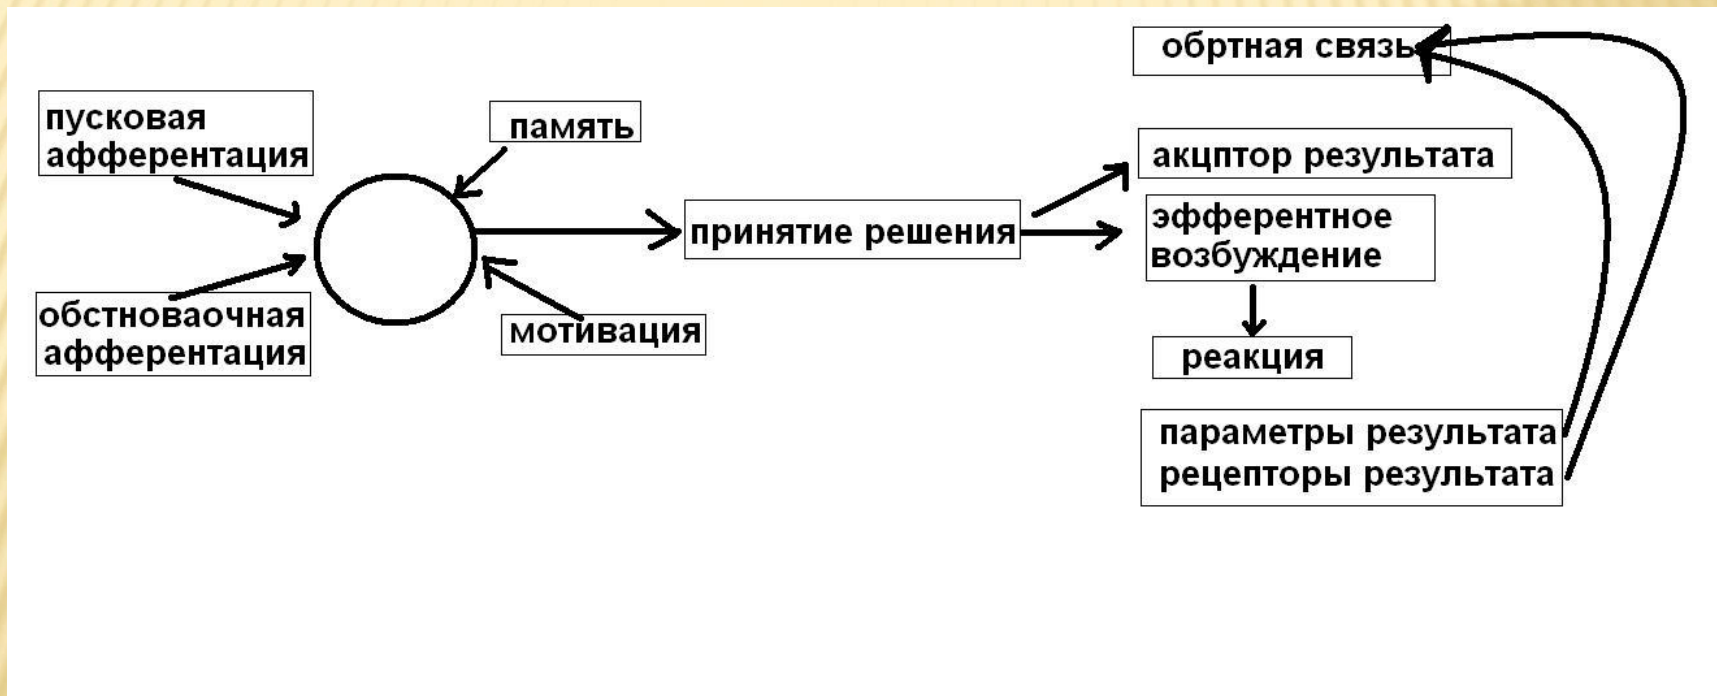 пусковая
афферентация
обстноваочная
афферентация
память
мотивация
принятие решения
обртная связь
акцптор результата
эфферентное
возбуждение
реакция
параметры результата
рецепторы результата